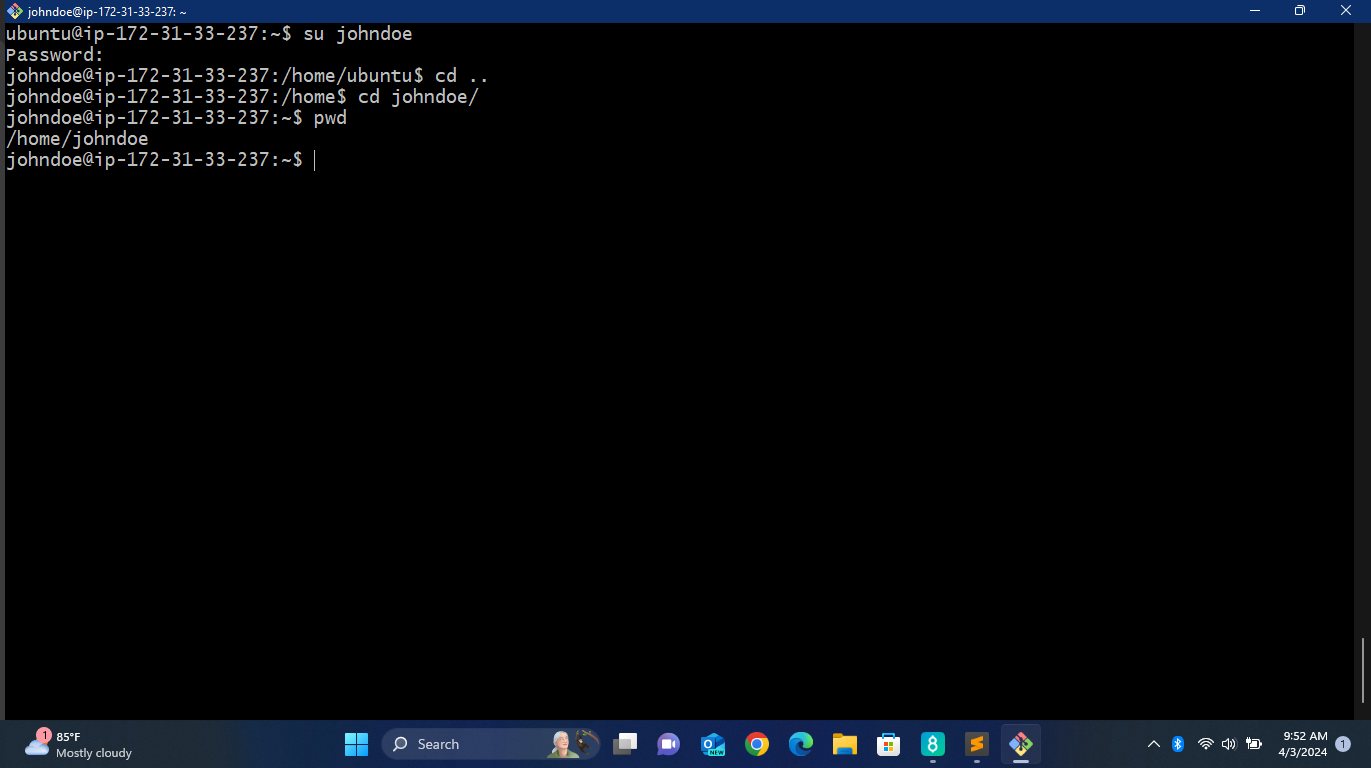 johndoe@ip-172-31-33-237: ~
ubuntu@ip-172-31-33-237:~$ su johndoe
Password:
johndoe@ip-172-31-33-237:/home/ubuntu$ cd ..
johndoe@ip-172-31-33-237:/home$ cd johndoe/
johndoe@ip-172-31-33-237:~$ pwd
/home/johndoe
johndoe@ip-172-31-33-237:~$
1
85°F
Mostly cloudy
Search
NEW
8
9:52 AM
4/3/2024
1